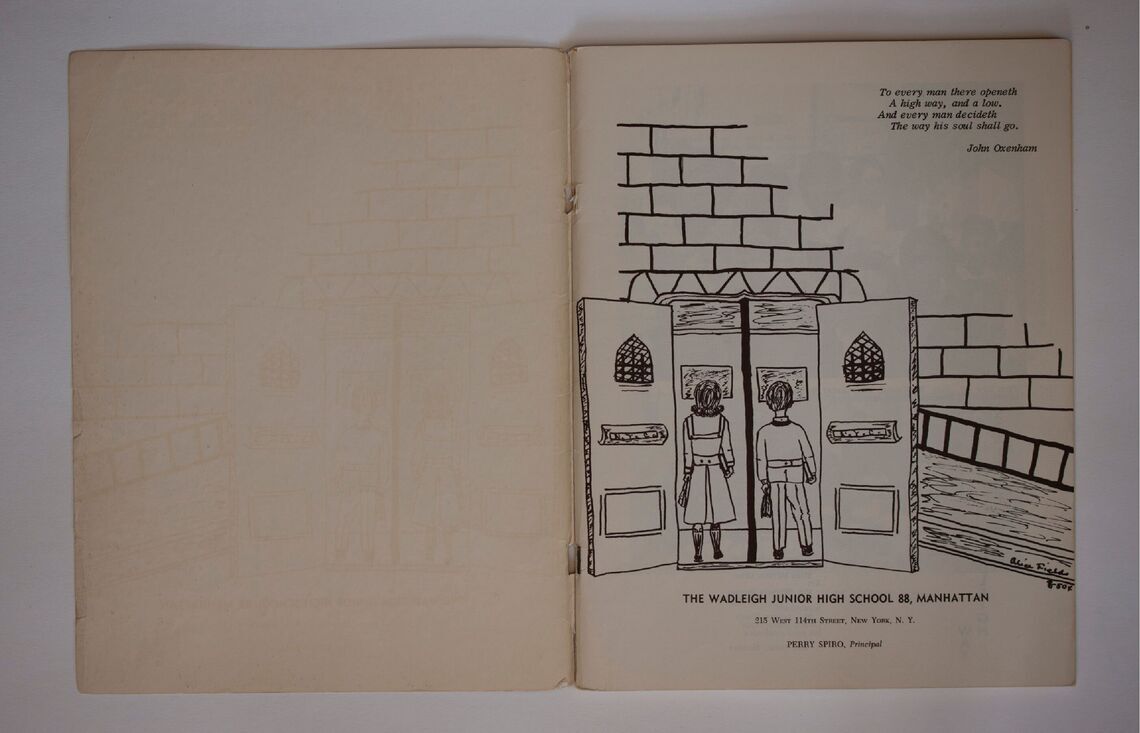 To every man there openeth
A high way, and a low.
And every man decideth
The way his soul shall go.
John Oxenham
Alice Fields
THE WADLEIGH JUNIOR HIGH SCHOOL 88, MANHATTAN
215 West 114th Street, New York, N. Y.
PERRY SPIRO, Principal